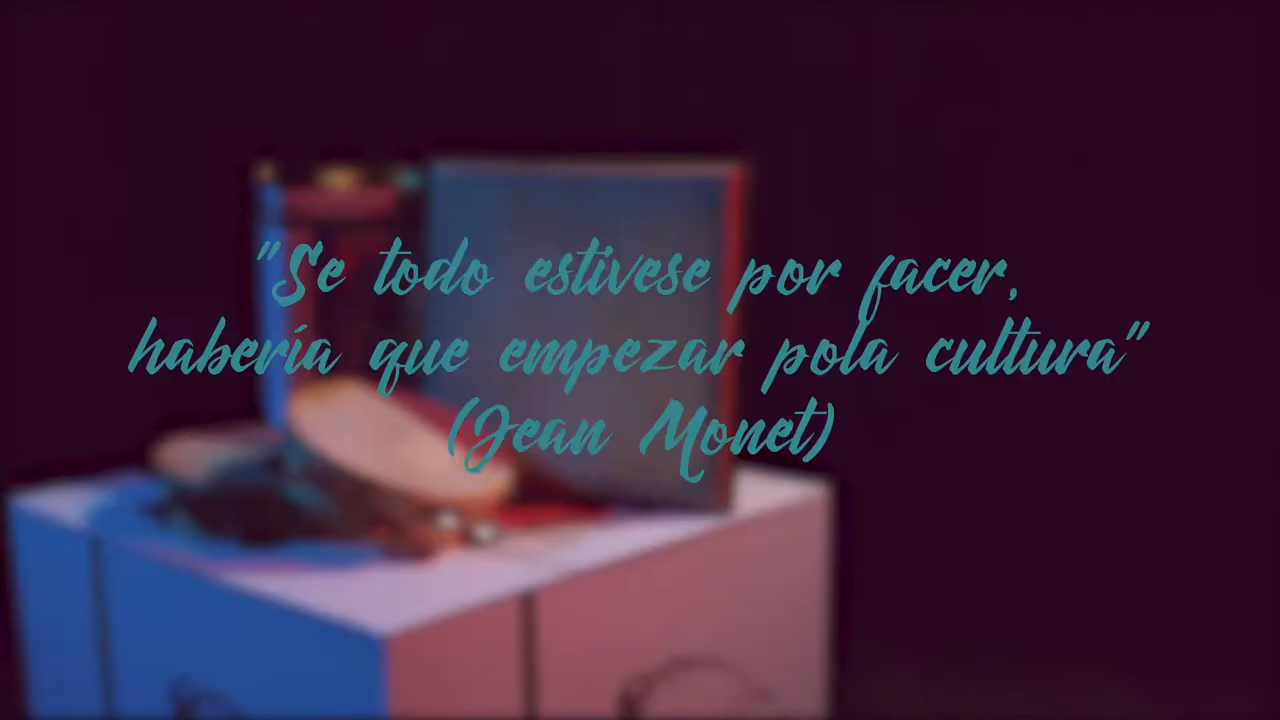 "Se todo estivese por facer,
habería que empezar pola cultura"
(Jean Monet)